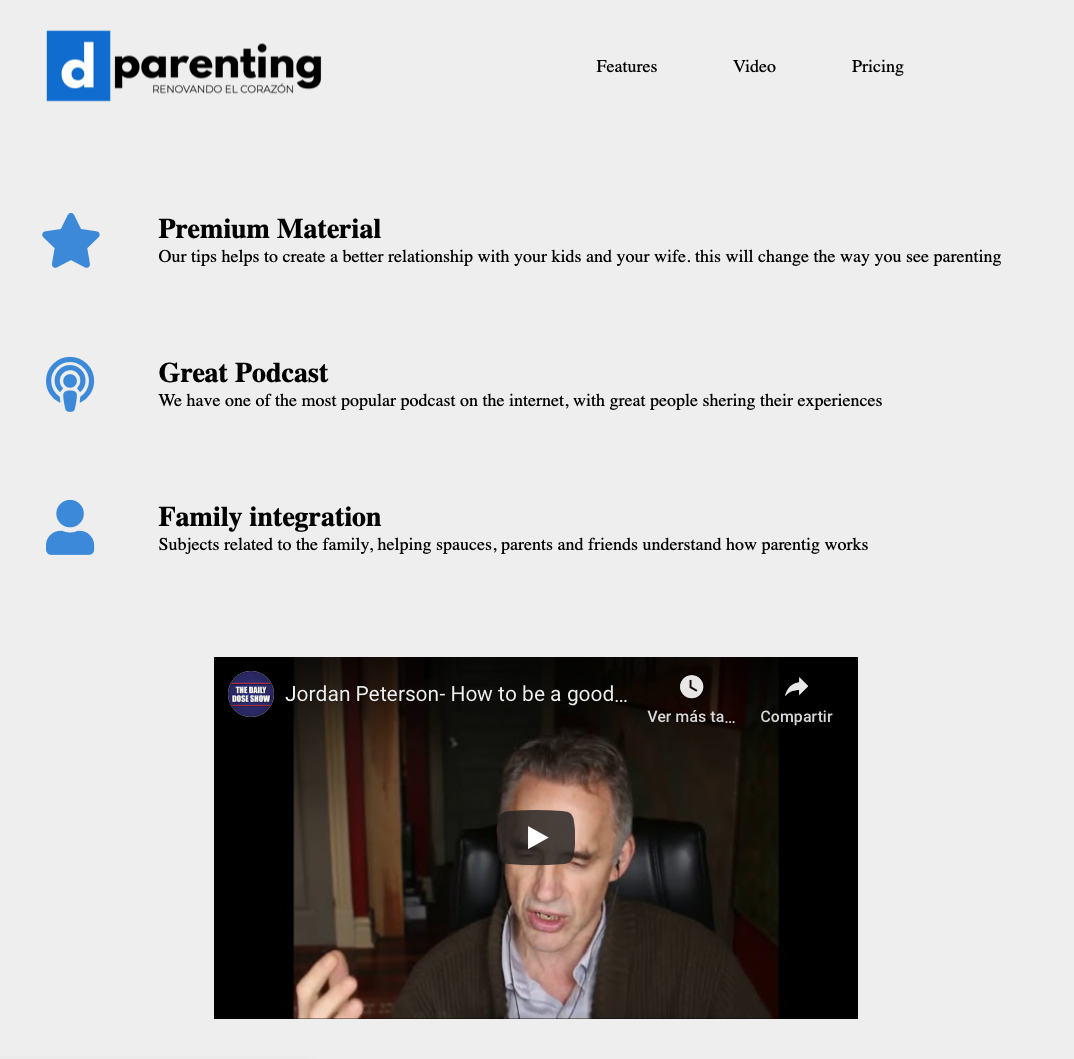 d parenting
RENOVANDO EL CORAZÓN
Features
Video
Pricing
Premium Material
Our tips helps to create a better relationship with your kids and your wife. this will change the way you see parenting
Great Podcast
We have one of the most popular podcast on the internet, with great people shering their experiences
Family integration
Subjects related to the family, helping spauces, parents and friends understand how parentig works
THE DAILY
DOSE SHOW
Jordan Peterson- How to be a good...
Ver más ta...
Compartir